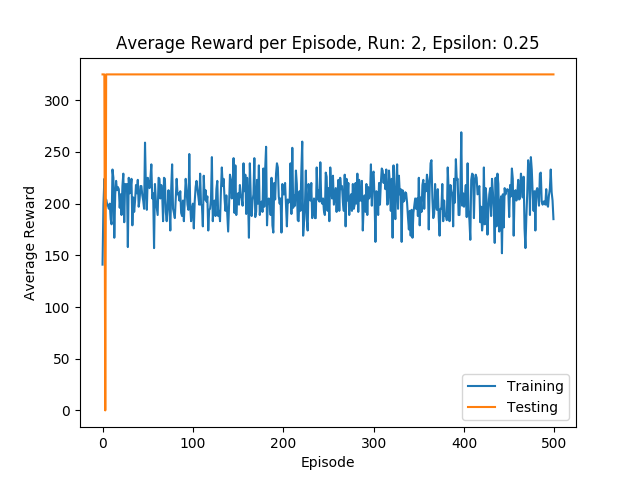 Average Reward per Episode, Run: 2, Epsilon: 0.25
Average Reward
300
250
200
150
100
50
0
0 100 200 300 400 500
Episode
Training
Testing